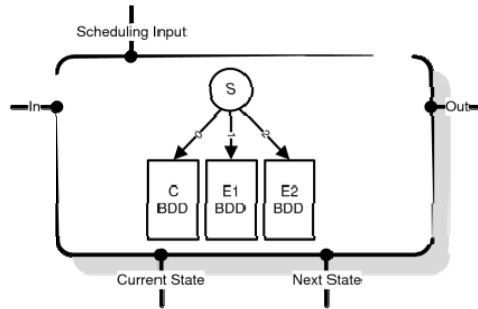 Scheduling Input
S
In
Out
0
1
2
C
BDD
E1
BDD
E2
BDD
Current State
Next State